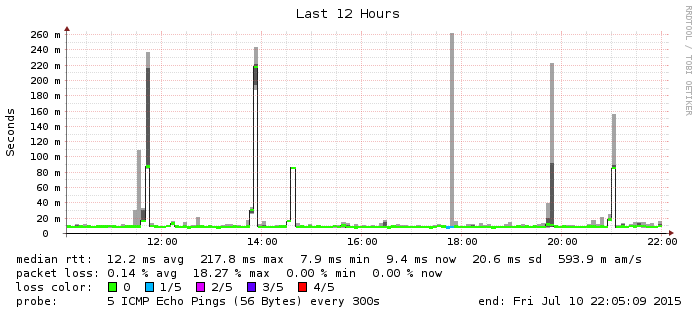 Last 12 Hours
RRDTOOL / TOBI OETIKER
Seconds
260 m
240 m
220 m
200 m
180 m
160 m
140 m
120 m
100 m
80 m
60 m
40 m
20 m
0
12:00 14:00 16:00 18:00 20:00 22:00
median rtt: 12.2 ms avg 217.8 ms max 7.9 ms min 9.4 ms now 20.6 ms sd 593.9 m am/s
packet loss: 0.14 % avg 18.27 % max 0.00 % min 0.00 % now
loss color: 0 1/5 2/5 3/5 4/5
probe: 5 ICMP Echo Pings (56 Bytes) every 300s end: Fri Jul 10 22:05:09 2015